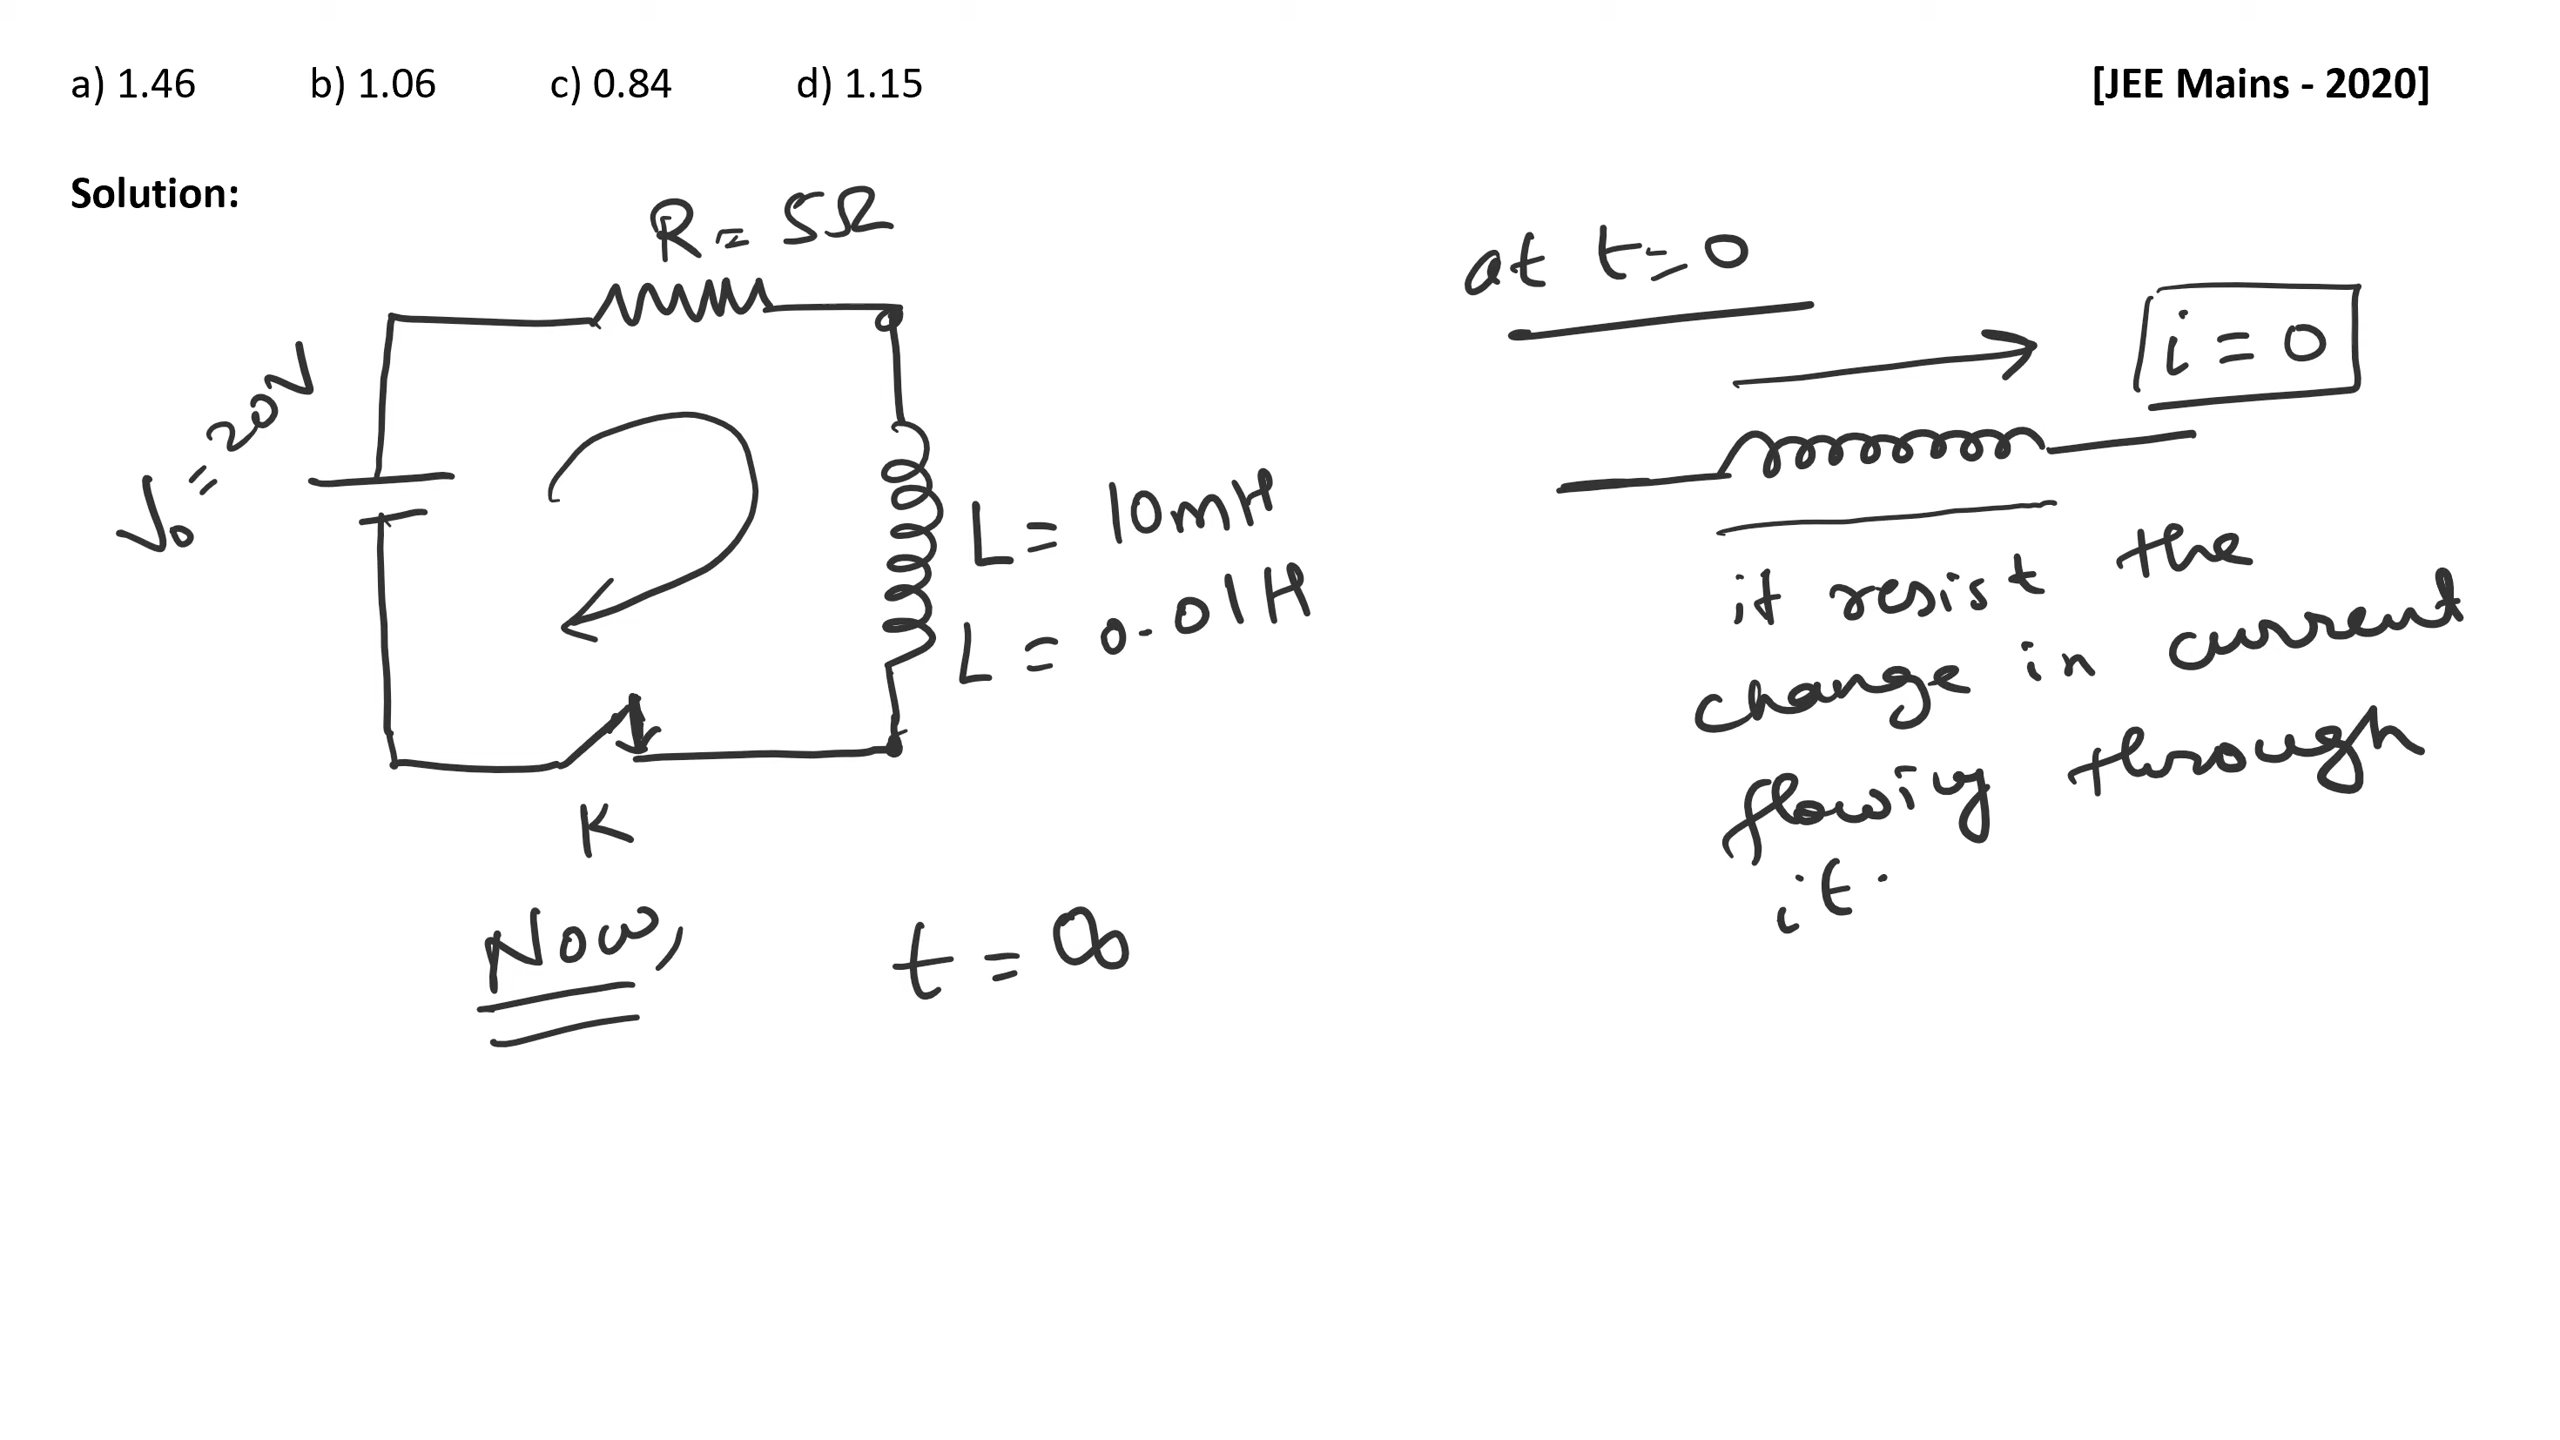 a) 1.46 b) 1.06 c) 0.84 d) 1.15 [JEE Mains - 2020]
Solution:
R = 5Ω
V₀ = 20V
L = 10mH
L = 0.01H
K
Now, t = ∞
at t = 0
i = 0
it resist the
change in current
flowing through
it.